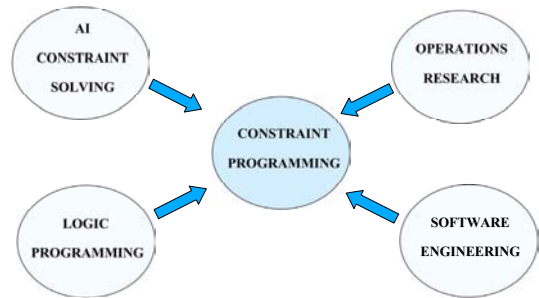 AI
CONSTRAINT
SOLVING
OPERATIONS
RESEARCH
CONSTRAINT
PROGRAMMING
LOGIC
PROGRAMMING
SOFTWARE
ENGINEERING